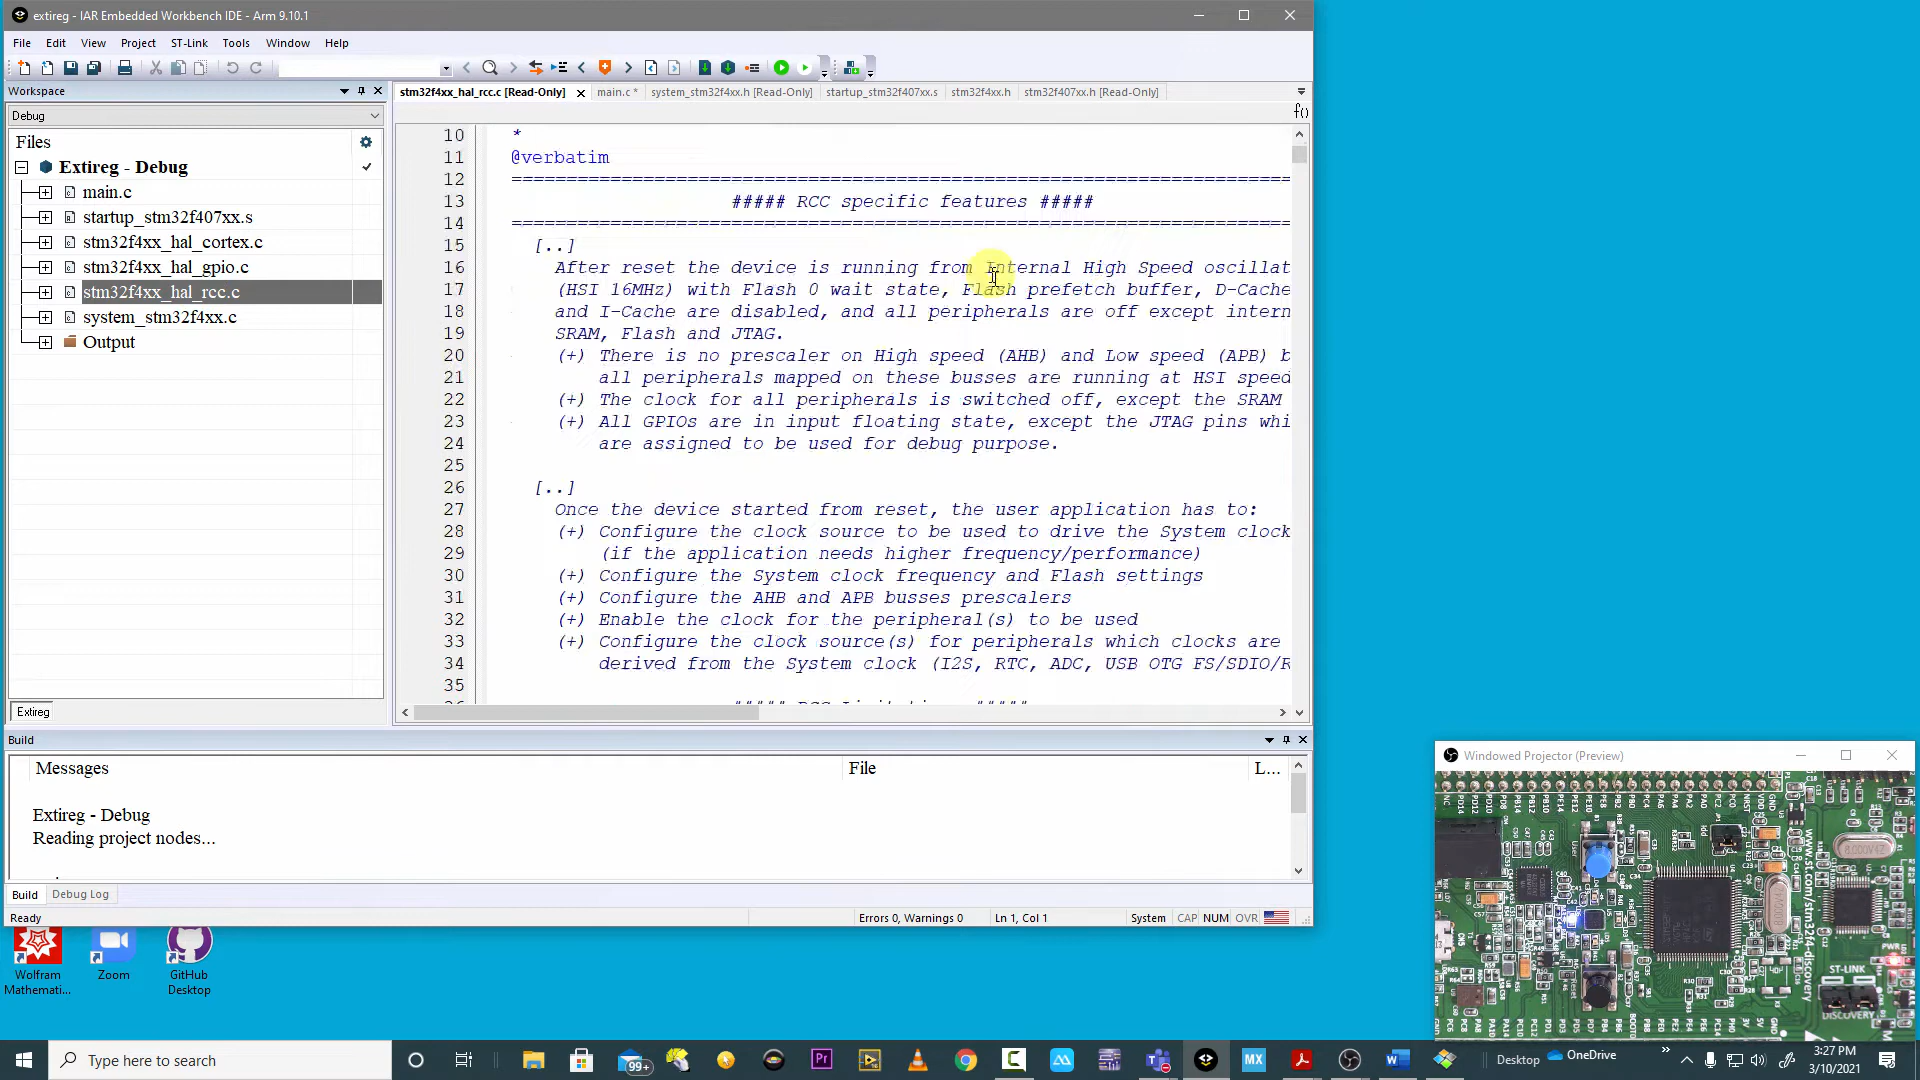 extireg - IAR Embedded Workbench IDE - Arm 9.10.1
File Edit View Project ST-Link Tools Window Help
Workspace
stm32f4xx_hal_rcc.c [Read-Only] main.c * system_stm32f4xx.h [Read-Only] startup_stm32f407xx.s stm32f4xx.h stm32f407xx.h [Read-Only]
Debug
f()
Files
Extireg - Debug
main.c
startup_stm32f407xx.s
stm32f4xx_hal_cortex.c
stm32f4xx_hal_gpio.c
stm32f4xx_hal_rcc.c
system_stm32f4xx.c
Output
Extireg
10 *
11 @verbatim
12 ==============================================================================
13 ##### RCC specific features #####
14 ==============================================================================
15 [..]
16 After reset the device is running from Internal High Speed oscillat
17 (HSI 16MHz) with Flash 0 wait state, Flash prefetch buffer, D-Cache
18 and I-Cache are disabled, and all peripherals are off except intern
19 SRAM, Flash and JTAG.
20 (+) There is no prescaler on High speed (AHB) and Low speed (APB) b
21 all peripherals mapped on these busses are running at HSI speed
22 (+) The clock for all peripherals is switched off, except the SRAM
23 (+) All GPIOs are in input floating state, except the JTAG pins whi
24 are assigned to be used for debug purpose.
25
26 [..]
27 Once the device started from reset, the user application has to:
28 (+) Configure the clock source to be used to drive the System clock
29 (if the application needs higher frequency/performance)
30 (+) Configure the System clock frequency and Flash settings
31 (+) Configure the AHB and APB busses prescalers
32 (+) Enable the clock for the peripheral(s) to be used
33 (+) Configure the clock source(s) for peripherals which clocks are
34 derived from the System clock (I2S, RTC, ADC, USB OTG FS/SDIO/R
35
Build
Messages File L...
Extireg - Debug
Reading project nodes...
Build Debug Log
Ready Errors 0, Warnings 0 Ln 1, Col 1 System CAP NUM OVR
Windowed Projector (Preview)
www.st.com/stm32f4-discovery
ST-LINK
DISCOVERY
Wolfram
Mathemati...
Zoom
GitHub
Desktop
Type here to search
99+
Pr
MX
Desktop
OneDrive
3:27 PM
3/10/2021